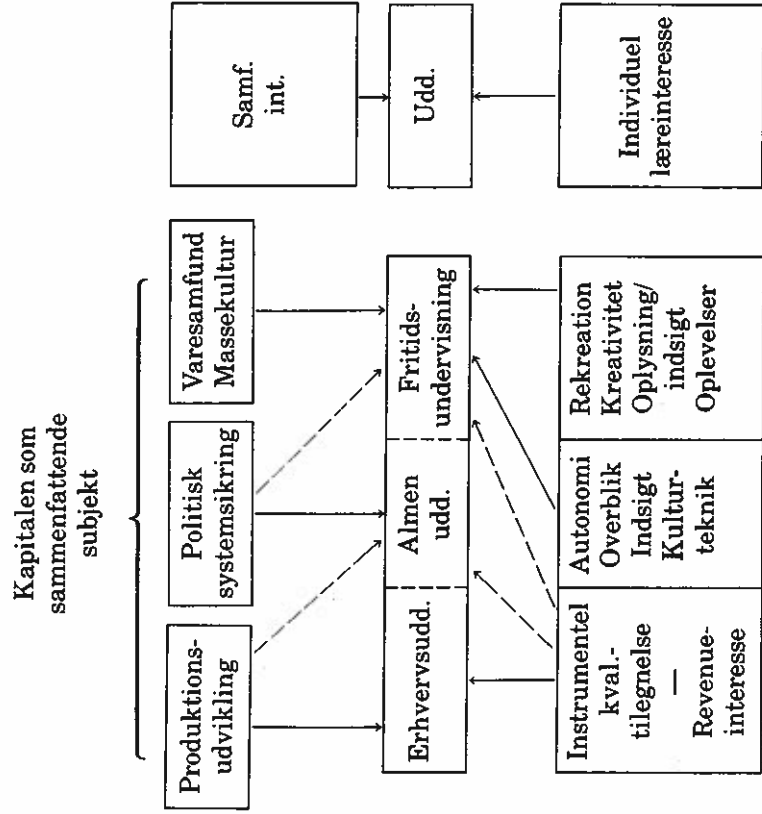 Kapitalen som
sammenfattende
subjekt
Produktions-
udvikling
Politisk
systemsikring
Varesamfund
Massekultur
Samf.
int.
Erhvervsudd.
Almen
udd.
Fritids-
undervisning
Udd.
Instrumentel
kval.-
tilegnelse
—
Revenue-
interesse
Autonomi
Overblik
Indsigt
Kultur-
teknik
Rekreation
Kreativitet
Oplysning/
indsigt
Oplevelser
Individuel
læreinteresse